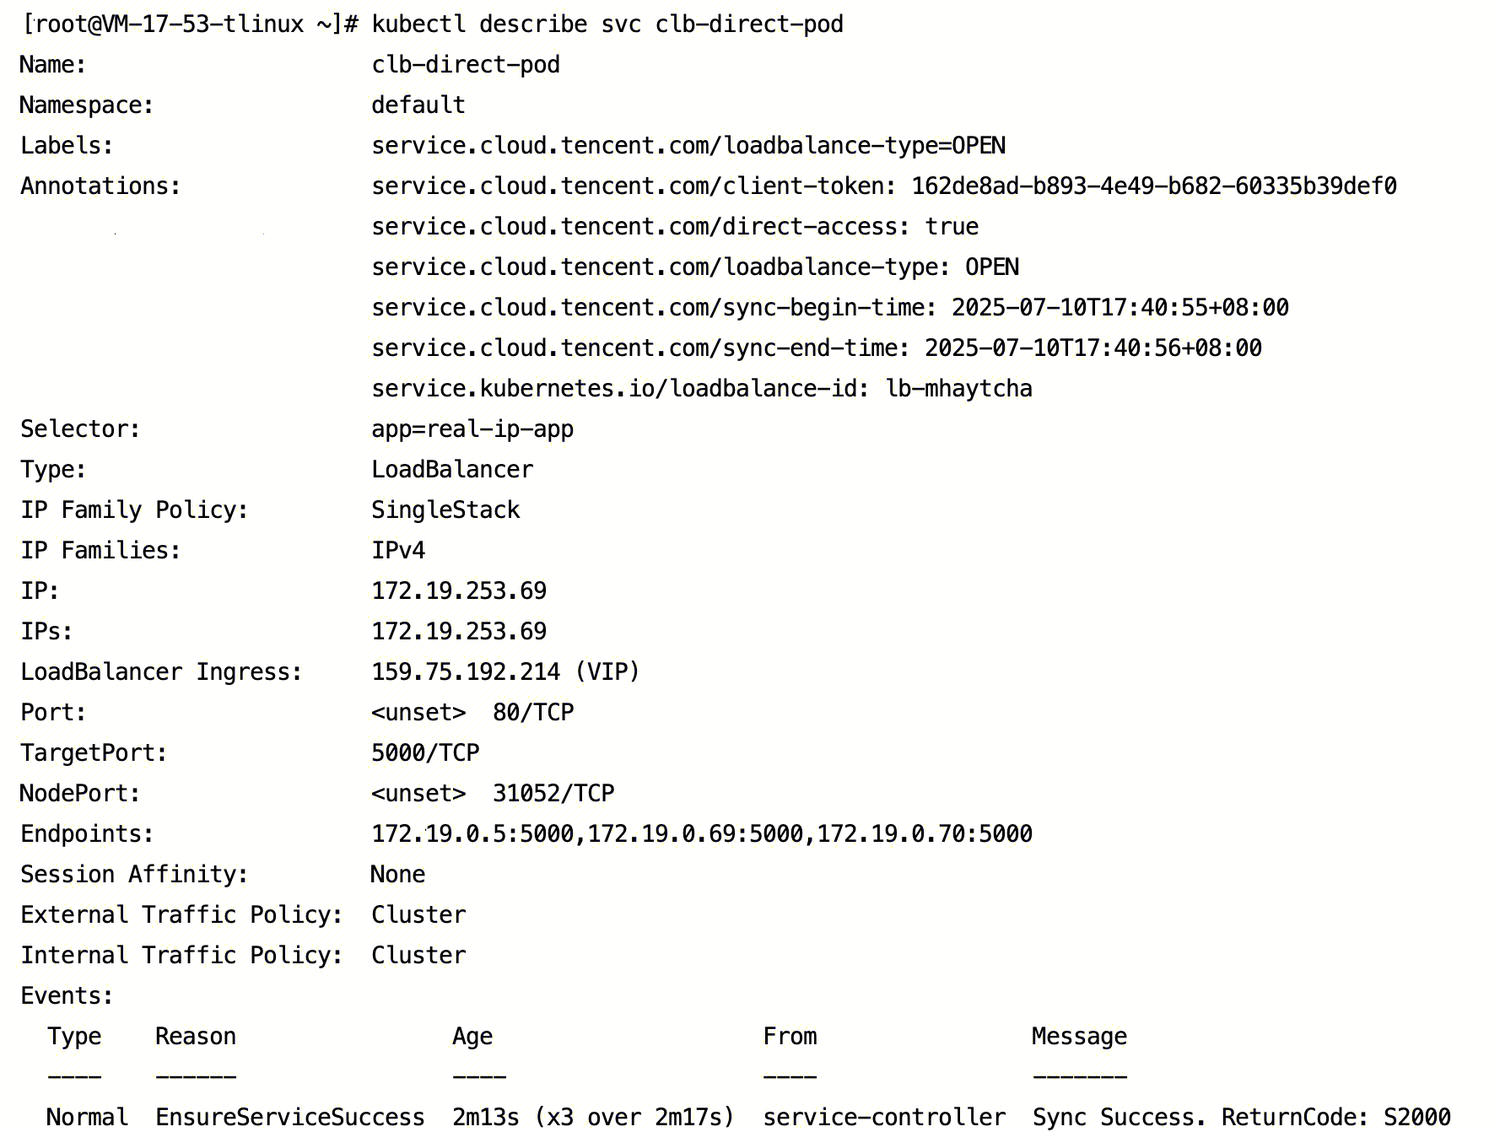 [root@VM-17-53-tlinux ~]# kubectl describe svc clb-direct-pod
Name:                     clb-direct-pod
Namespace:                default
Labels:                   service.cloud.tencent.com/loadbalance-type=OPEN
Annotations:              service.cloud.tencent.com/client-token: 162de8ad-b893-4e49-b682-60335b39def0
                          service.cloud.tencent.com/direct-access: true
                          service.cloud.tencent.com/loadbalance-type: OPEN
                          service.cloud.tencent.com/sync-begin-time: 2025-07-10T17:40:55+08:00
                          service.cloud.tencent.com/sync-end-time: 2025-07-10T17:40:56+08:00
                          service.kubernetes.io/loadbalance-id: lb-mhaytcha
Selector:                 app=real-ip-app
Type:                     LoadBalancer
IP Family Policy:         SingleStack
IP Families:              IPv4
IP:                       172.19.253.69
IPs:                      172.19.253.69
LoadBalancer Ingress:     159.75.192.214 (VIP)
Port:                     <unset>  80/TCP
TargetPort:               5000/TCP
NodePort:                 <unset>  31052/TCP
Endpoints:                172.19.0.5:5000,172.19.0.69:5000,172.19.0.70:5000
Session Affinity:         None
External Traffic Policy:  Cluster
Internal Traffic Policy:  Cluster
Events:
  Type    Reason                Age                    From                Message
  ----    ------                ----                   ----                -------
  Normal  EnsureServiceSuccess  2m13s (x3 over 2m17s)  service-controller  Sync Success. ReturnCode: S2000